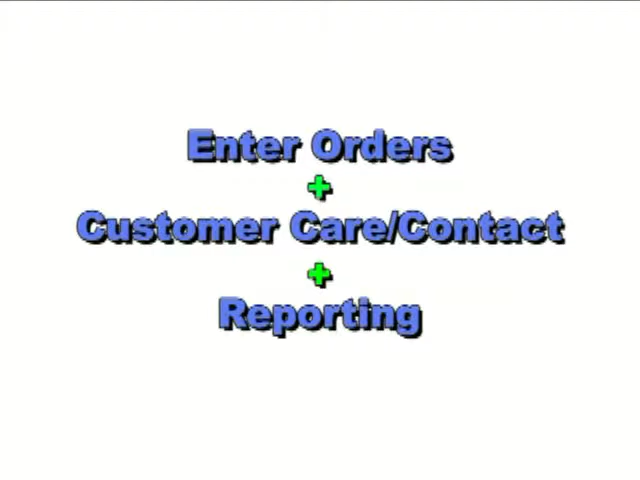 Enter Orders
+
Customer Care/Contact
+
Reporting